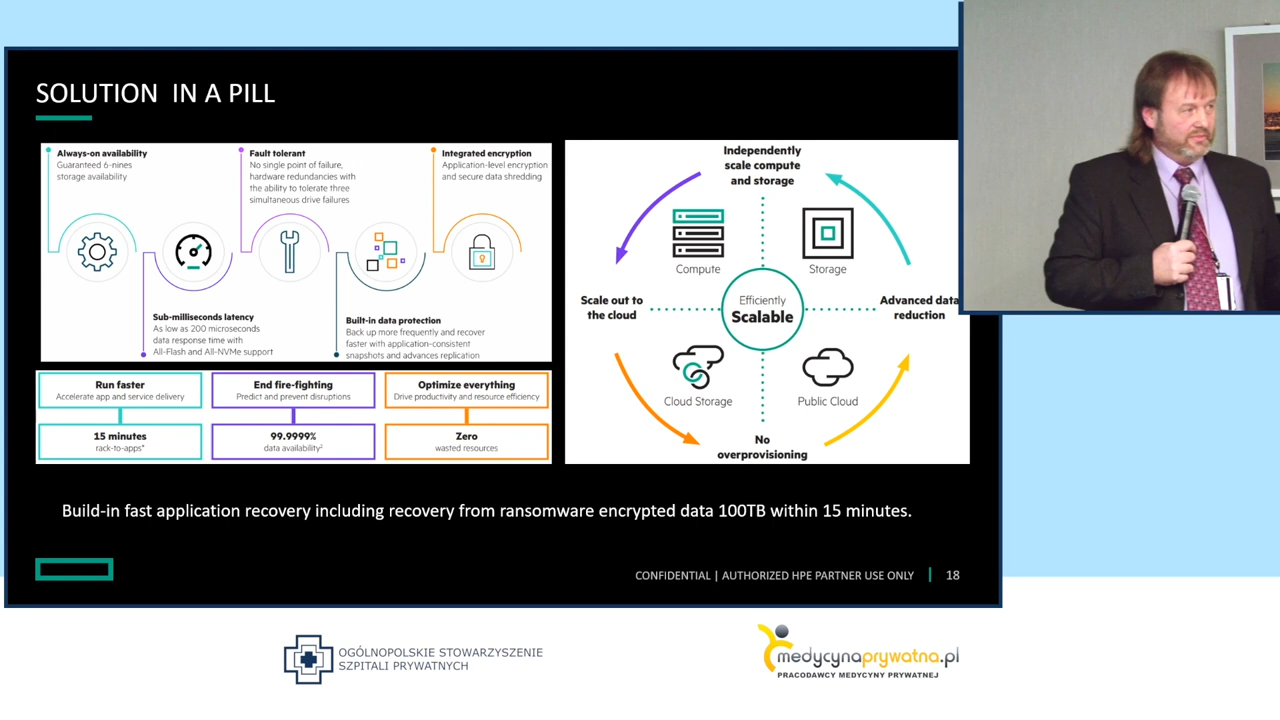 SOLUTION IN A PILL
Always-on availability
Guaranteed 6-nines
storage availability
Fault tolerant
No single point of failure,
hardware redundancies with
the ability to tolerate three
simultaneous drive failures
Integrated encryption
Application-level encryption
and secure data shredding
Sub-milliseconds latency
As low as 200 microseconds
data response time with
All-Flash and All-NVMe support
Built-in data protection
Back up more frequently and recover
faster with application-consistent
snapshots and advances replication
Run faster
Accelerate app and service delivery
15 minutes
rack-to-apps⁴
End fire-fighting
Predict and prevent disruptions
99.9999%
data availability²
Optimize everything
Drive productivity and resource efficiency
Zero
wasted resources
Independently
scale compute
and storage
Compute
Storage
Scale out to
the cloud
Efficiently
Scalable
Advanced data
reduction
Cloud Storage
Public Cloud
No
overprovisioning
Build-in fast application recovery including recovery from ransomware encrypted data 100TB within 15 minutes.
CONFIDENTIAL | AUTHORIZED HPE PARTNER USE ONLY | 18
OGÓLNOPOLSKIE STOWARZYSZENIE
SZPITALI PRYWATNYCH
medycynaprywatna.pl
PRACODAWCY MEDYCYNY PRYWATNEJ